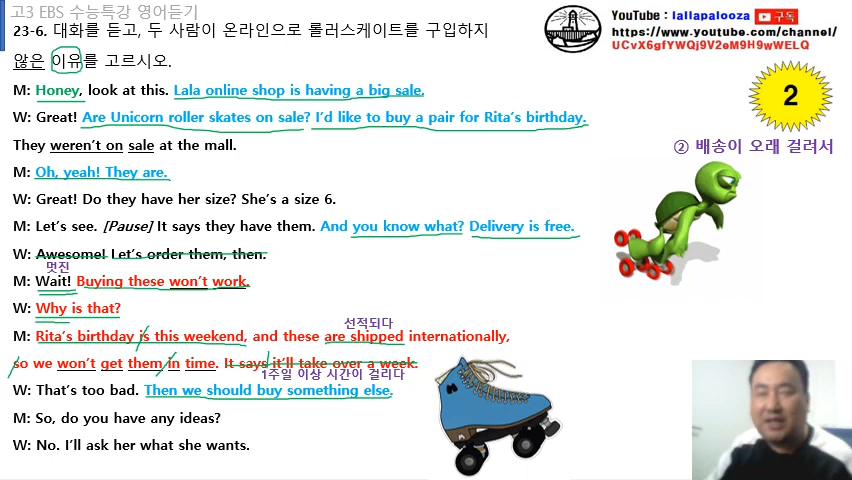 고3 EBS 수능특강 영어듣기
YouTube : lallapalooza 구독
https://www.youtube.com/channel/
UCvX6gfYWQj9V2eM9H9wWELQ
23-6. 대화를 듣고, 두 사람이 온라인으로 롤러스케이트를 구입하지
않은 이유를 고르시오.
M: Honey, look at this. Lala online shop is having a big sale.
W: Great! Are Unicorn roller skates on sale? I'd like to buy a pair for Rita's birthday.
They weren't on sale at the mall.
M: Oh, yeah! They are.
W: Great! Do they have her size? She's a size 6.
M: Let's see. [Pause] It says they have them. And you know what? Delivery is free.
W: Awesome! Let's order them, then.
멋진
M: Wait! Buying these won't work.
W: Why is that?
선적되다
M: Rita's birthday is this weekend, and these are shipped internationally,
so we won't get them in time. It says it'll take over a week.
1주일 이상 시간이 걸리다
W: That's too bad. Then we should buy something else.
M: So, do you have any ideas?
W: No. I'll ask her what she wants.
2
② 배송이 오래 걸려서